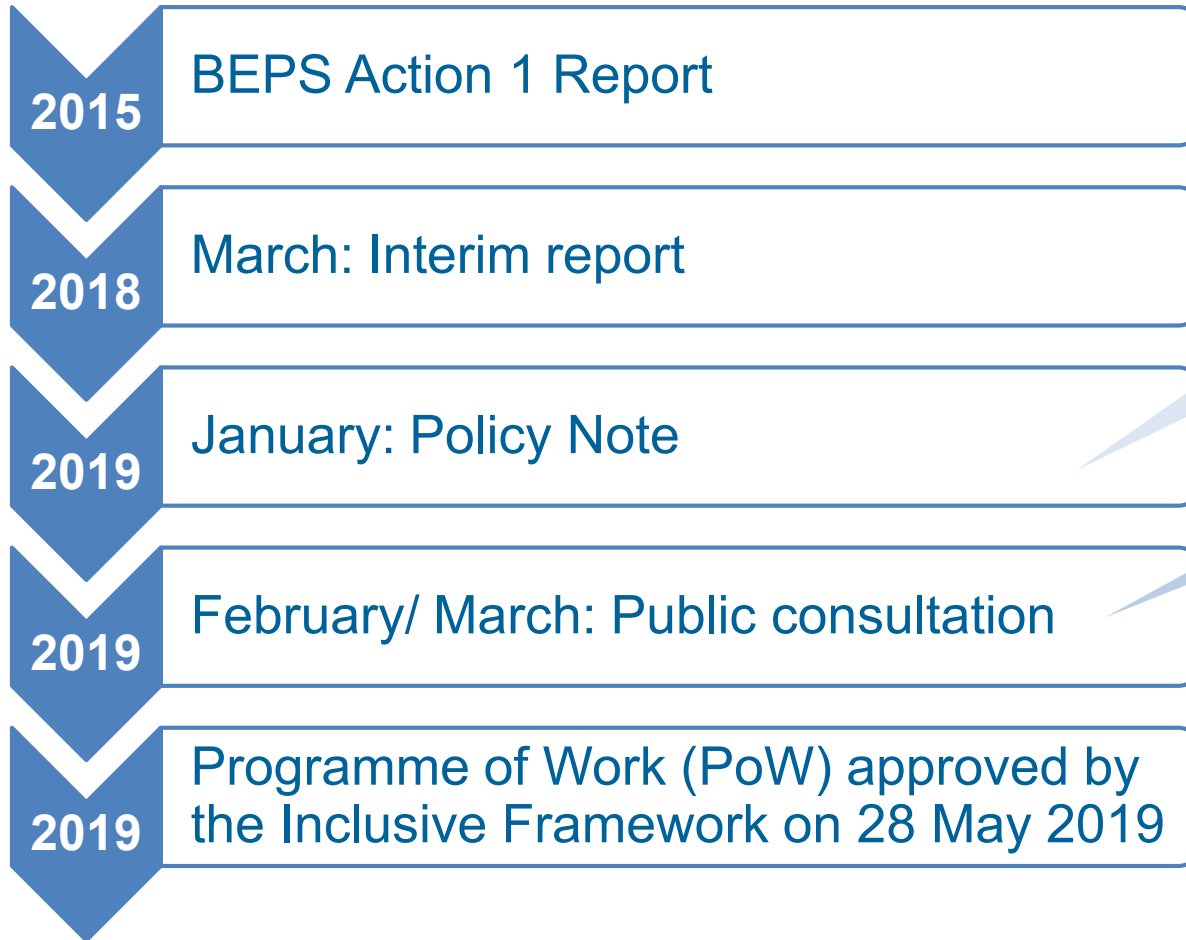 2015
BEPS Action 1 Report
2018
March: Interim report
2019
January: Policy Note
2019
February/ March: Public consultation
2019
Programme of Work (PoW) approved by
the Inclusive Framework on 28 May 2019